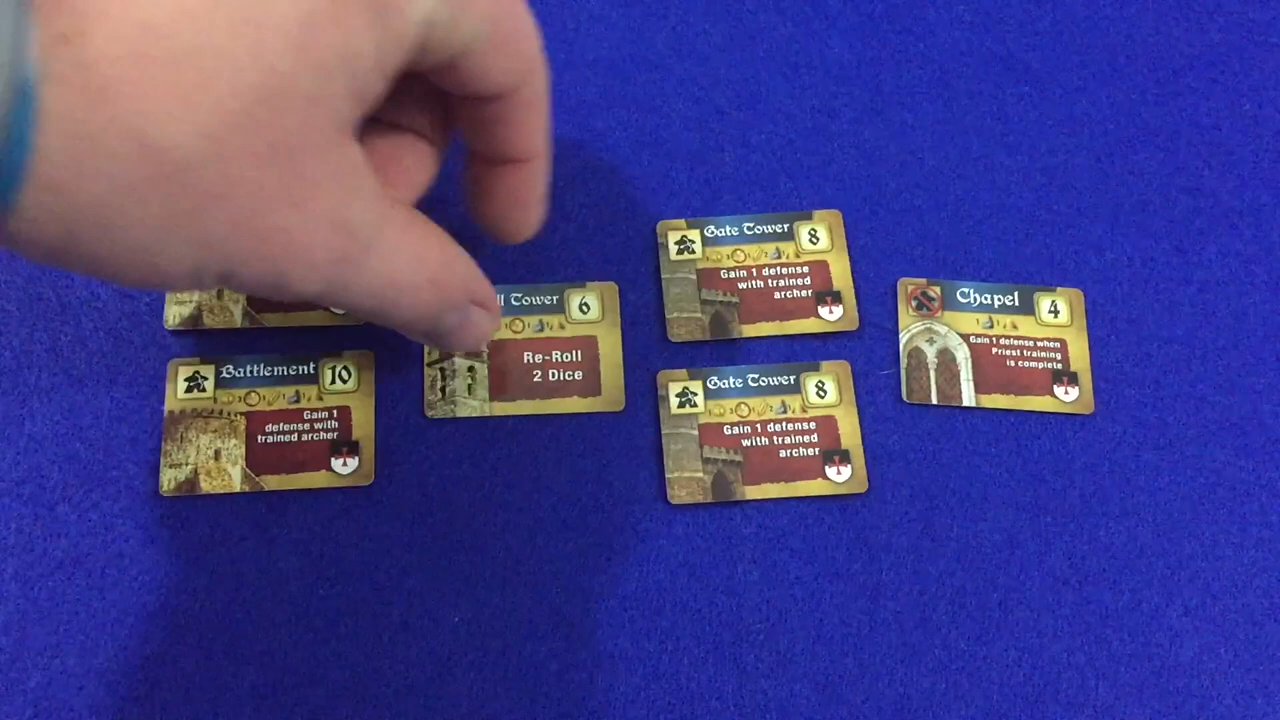 Gate Tower
8
Gain 1 defense
with trained
archer
Tower
6
Re-Roll
2 Dice
Chapel
4
Gain 1 defense when
Priest training
is complete
Battlement
10
Gain 1
defense with
trained archer
Gate Tower
8
Gain 1 defense
with trained
archer